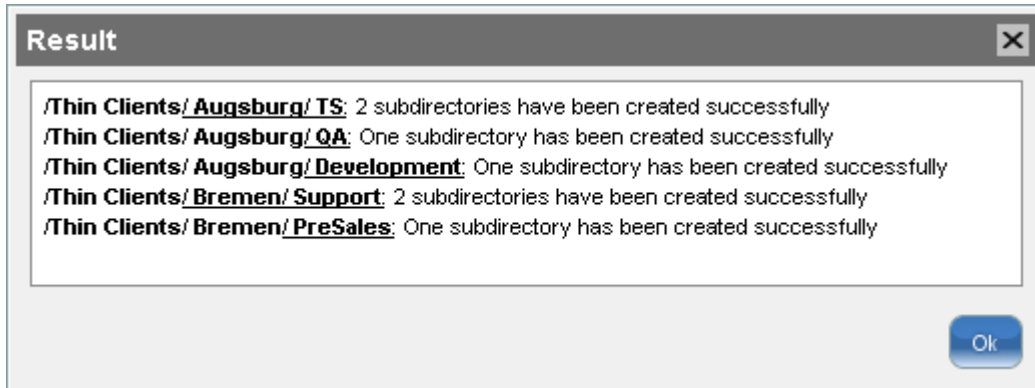 Result
/Thin Clients/ Augsburg/ TS: 2 subdirectories have been created successfully
/Thin Clients/ Augsburg/ QA: One subdirectory has been created successfully
/Thin Clients/ Augsburg/ Development: One subdirectory has been created successfully
/Thin Clients/ Bremen/ Support: 2 subdirectories have been created successfully
/Thin Clients/ Bremen/ PreSales: One subdirectory has been created successfully
Ok